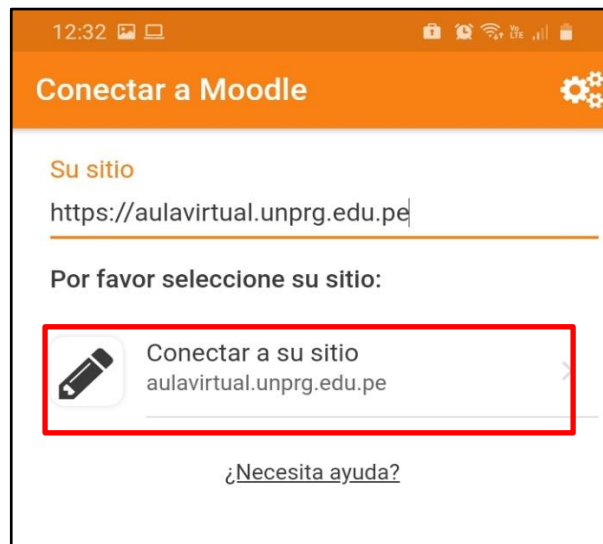 12:32
Conectar a Moodle
Su sitio
https://aulavirtual.unprg.edu.pe
Por favor seleccione su sitio:
Conectar a su sitio
aulavirtual.unprg.edu.pe
¿Necesita ayuda?